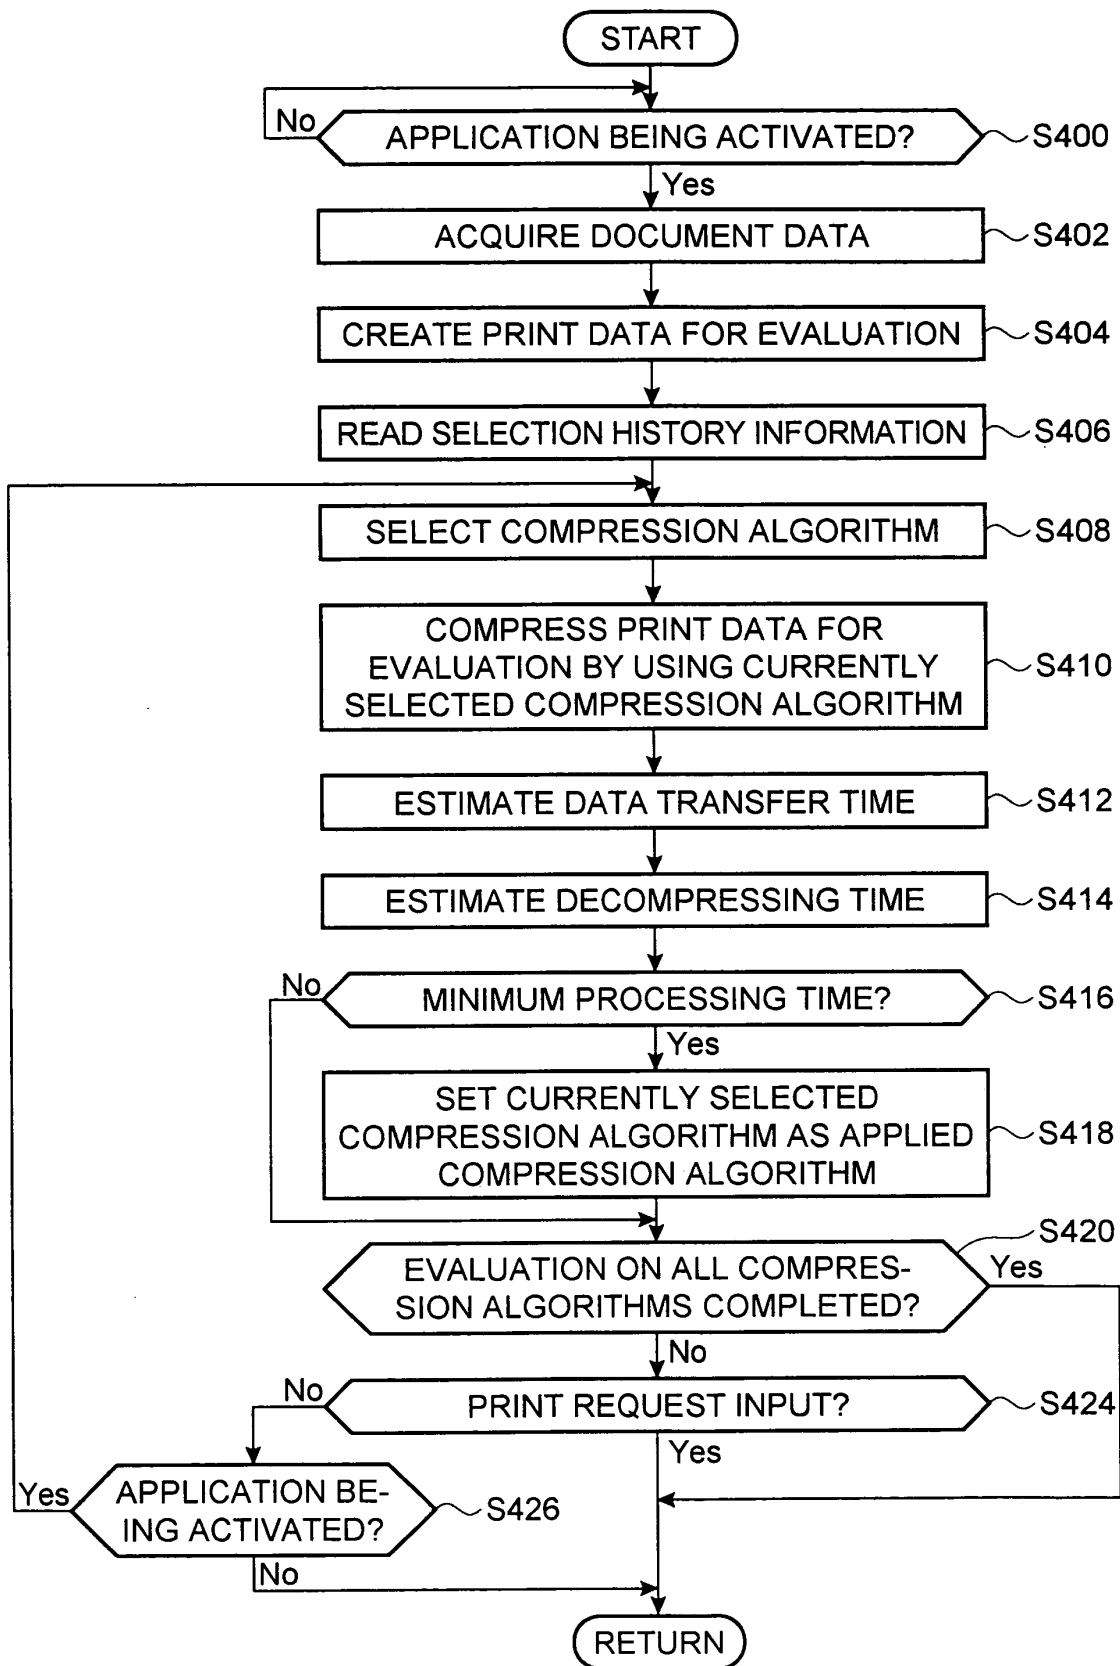 START
No
APPLICATION BEING ACTIVATED?
S400
Yes
ACQUIRE DOCUMENT DATA
S402
CREATE PRINT DATA FOR EVALUATION
S404
READ SELECTION HISTORY INFORMATION
S406
SELECT COMPRESSION ALGORITHM
S408
COMPRESS PRINT DATA FOR
EVALUATION BY USING CURRENTLY
SELECTED COMPRESSION ALGORITHM
S410
ESTIMATE DATA TRANSFER TIME
S412
ESTIMATE DECOMPRESSING TIME
S414
No
MINIMUM PROCESSING TIME?
S416
Yes
SET CURRENTLY SELECTED
COMPRESSION ALGORITHM AS APPLIED
COMPRESSION ALGORITHM
S418
S420
EVALUATION ON ALL COMPRES-
SION ALGORITHMS COMPLETED?
Yes
No
No
PRINT REQUEST INPUT?
S424
Yes
Yes
APPLICATION BE-
ING ACTIVATED?
S426
No
RETURN